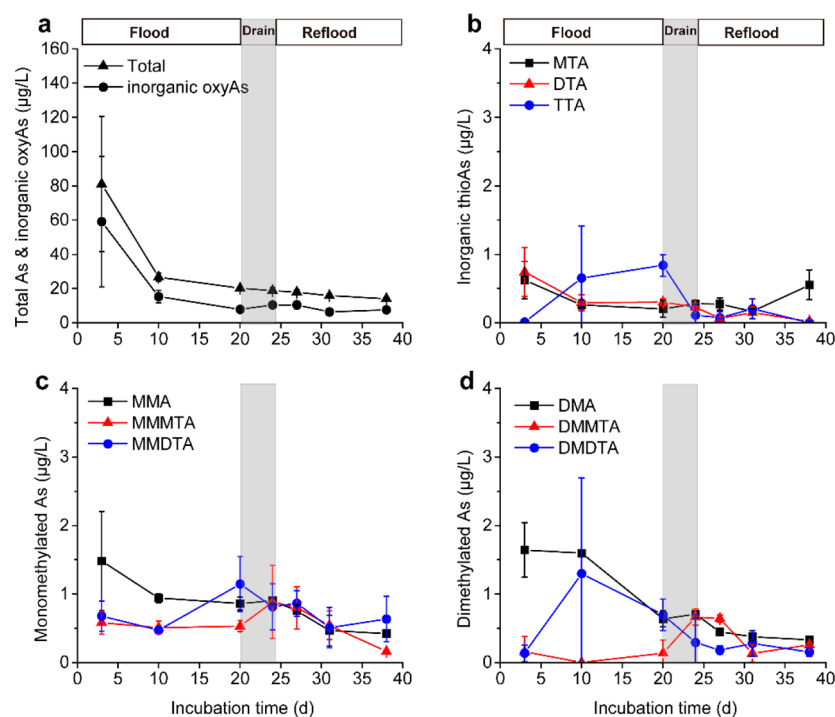 a
Flood
Drain
Reflood
Total
inorganic oxyAs
Total As & inorganic oxyAs (µg/L)
160
140
120
100
80
60
40
20
0
0 5 10 15 20 25 30 35 40
b
Flood
Drain
Reflood
MTA
DTA
TTA
Inorganic thioAs (µg/L)
4
3
2
1
0
0 5 10 15 20 25 30 35 40
c
MMA
MMMTA
MMDTA
Monomethylated As (µg/L)
4
3
2
1
0
0 5 10 15 20 25 30 35 40
Incubation time (d)
d
DMA
DMMTA
DMDTA
Dimethylated As (µg/L)
4
3
2
1
0
0 5 10 15 20 25 30 35 40
Incubation time (d)